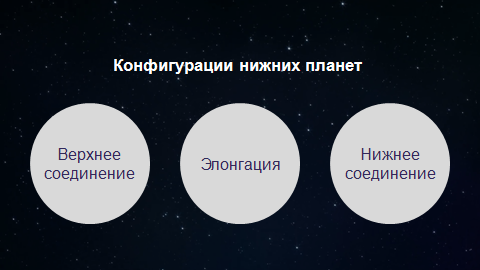 Конфигурации нижних планет
Верхнее
соединение
Элонгация
Нижнее
соединение